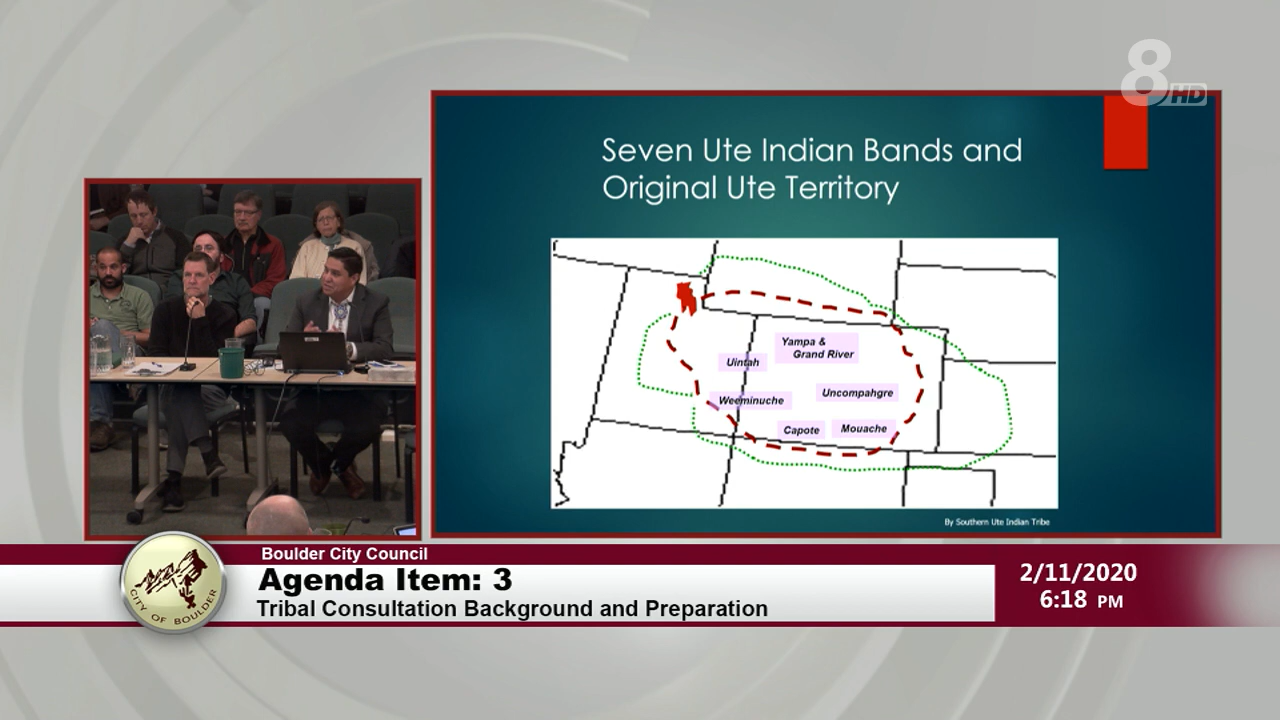 8
HD
Seven Ute Indian Bands and
Original Ute Territory
Yampa &
Grand River
Uintah
Uncompahgre
Weeminuche
Capote
Mouache
By Southern Ute Indian Tribe
Boulder City Council
Agenda Item: 3
Tribal Consultation Background and Preparation
2/11/2020
6:18 PM
CITY OF BOULDER